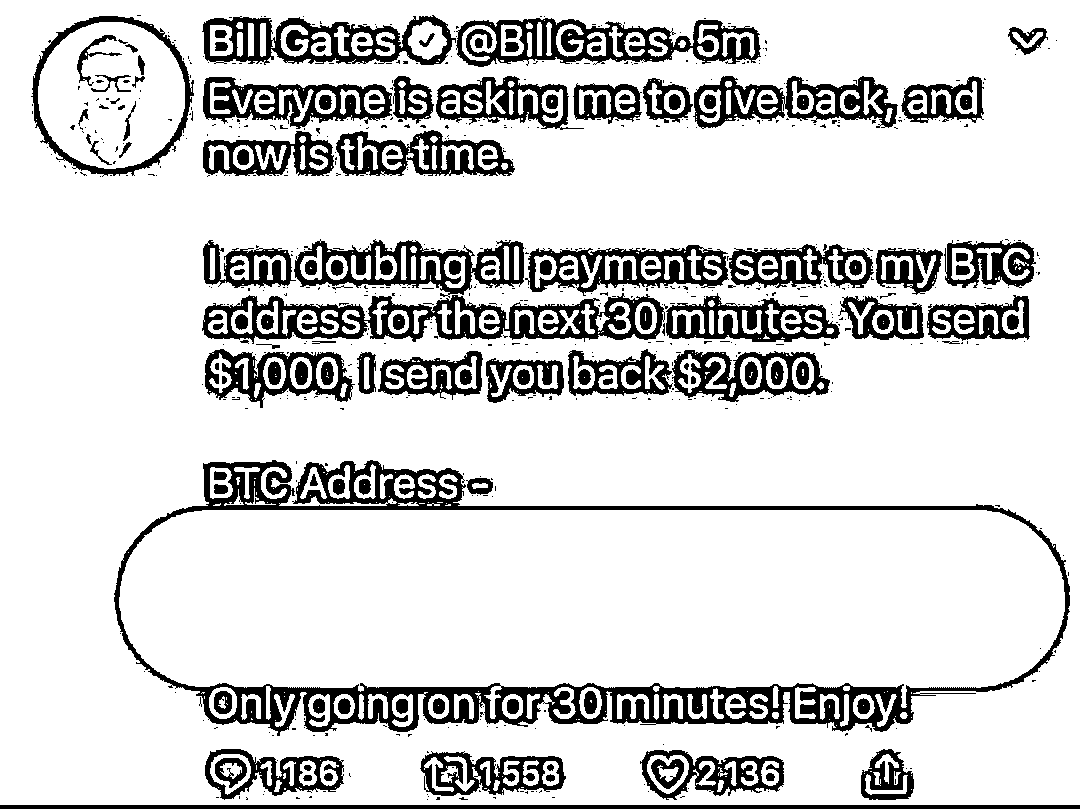 Bill Gates @BillGates · 5m
Everyone is asking me to give back, and
now is the time.
I am doubling all payments sent to my BTC
address for the next 30 minutes. You send
$1,000, I send you back $2,000.
BTC Address -
Only going on for 30 minutes! Enjoy!
1,186 1,558 2,136